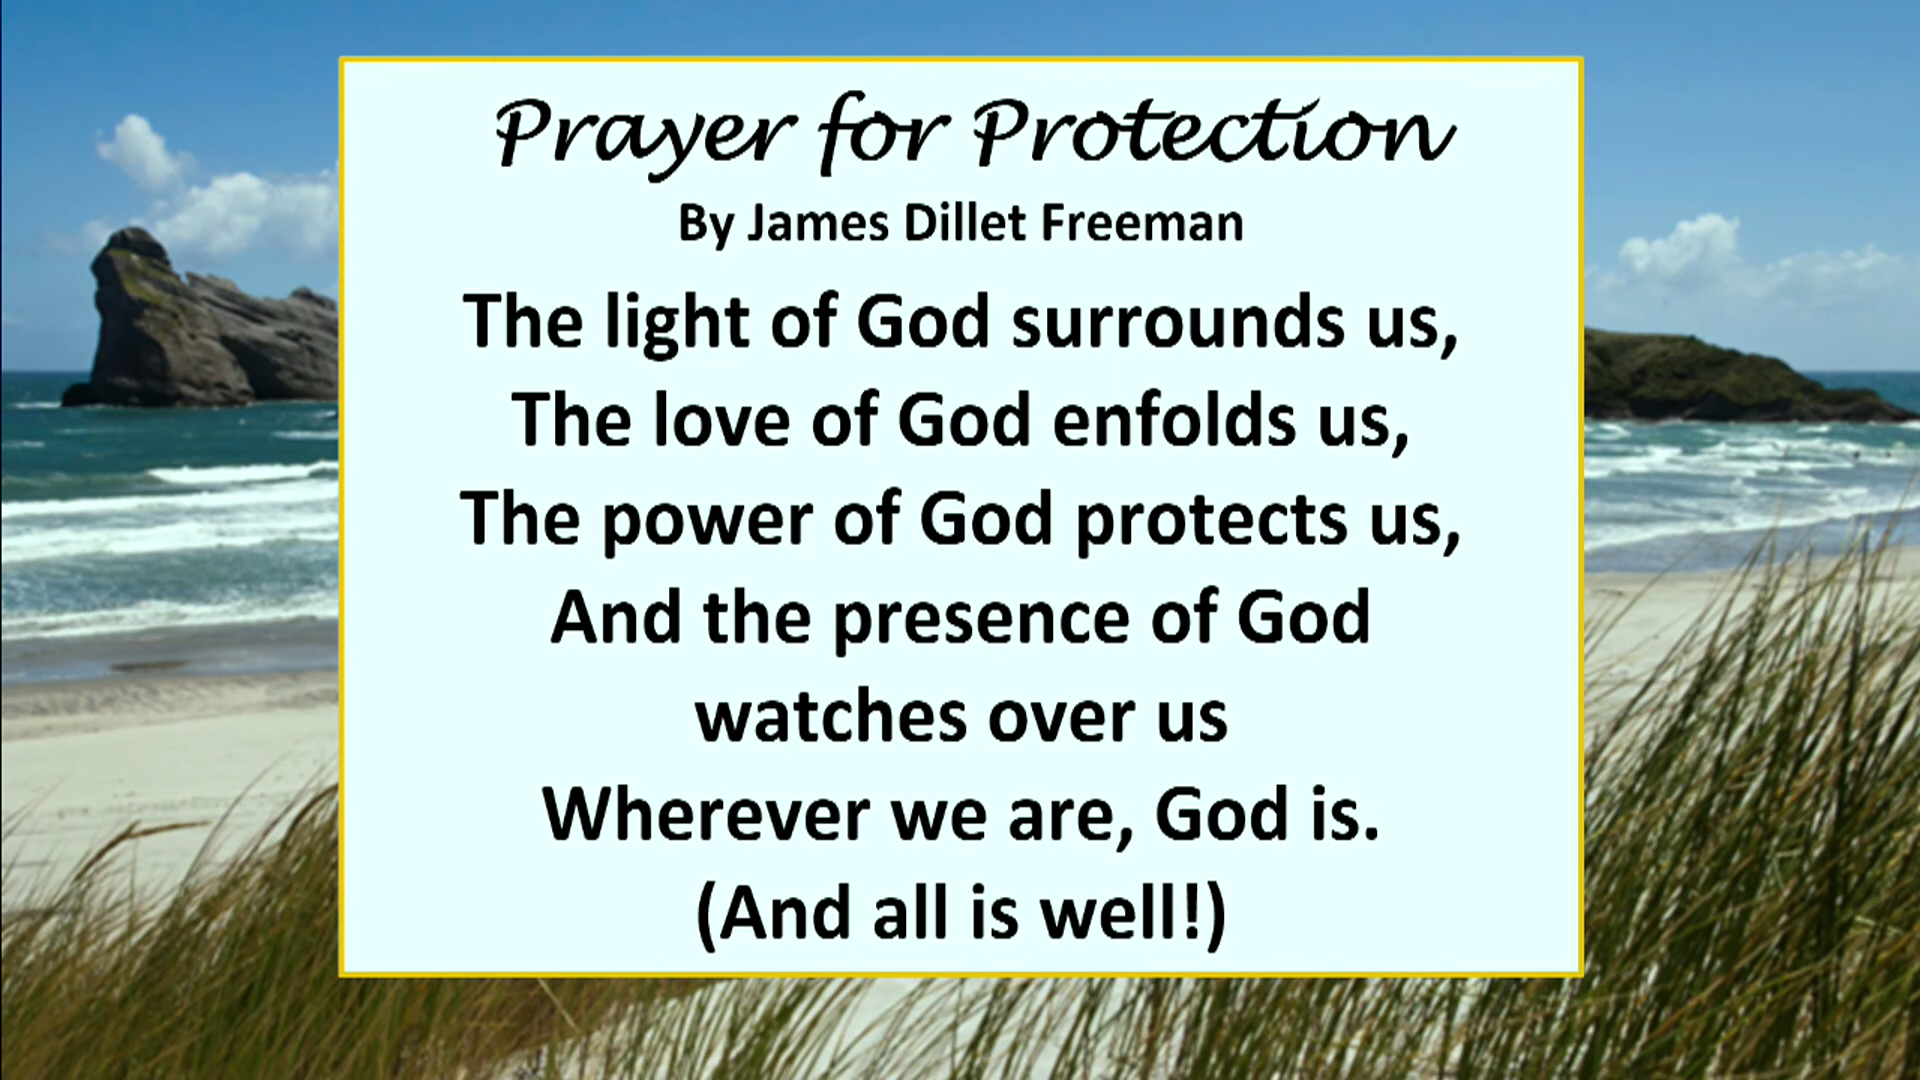 Prayer for Protection
By James Dillet Freeman
The light of God surrounds us,
The love of God enfolds us,
The power of God protects us,
And the presence of God
watches over us
Wherever we are, God is.
(And all is well!)